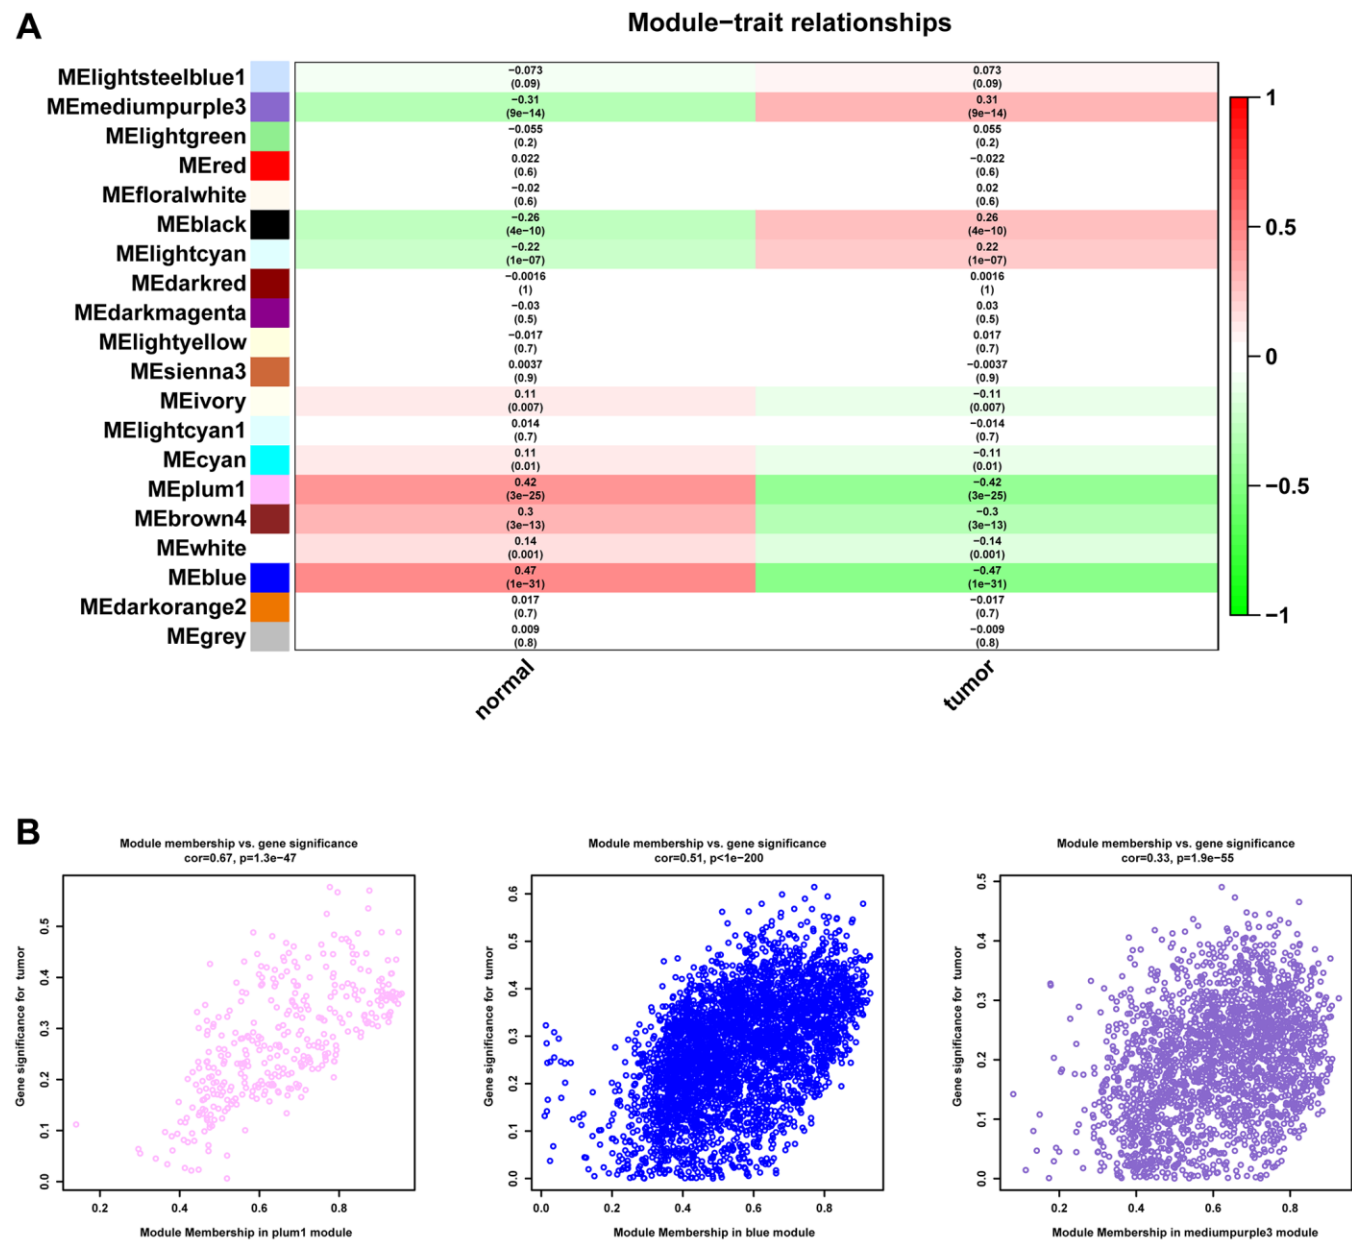 A
Module−trait relationships
MElightsteelblue1 −0.073 0.073
(0.09) (0.09)
MEmediumpurple3 −0.31 0.31
(9e−14) (9e−14)
MElightgreen −0.055 0.055
(0.2) (0.2)
MEred 0.022 −0.022
(0.6) (0.6)
MEfloralwhite −0.02 0.02
(0.6) (0.6)
MEblack −0.26 0.26
(4e−10) (4e−10)
MElightcyan −0.22 0.22
(1e−07) (1e−07)
MEdarkred −0.0016 0.0016
(1) (1)
MEdarkmagenta −0.03 0.03
(0.5) (0.5)
MElightyellow −0.017 0.017
(0.7) (0.7)
MEsienna3 0.0037 −0.0037
(0.9) (0.9)
MEivory 0.11 −0.11
(0.007) (0.007)
MElightcyan1 0.014 −0.014
(0.7) (0.7)
MEcyan 0.11 −0.11
(0.01) (0.01)
MEplum1 0.42 −0.42
(3e−25) (3e−25)
MEbrown4 0.3 −0.3
(3e−13) (3e−13)
MEwhite 0.14 −0.14
(0.001) (0.001)
MEblue 0.47 −0.47
(1e−31) (1e−31)
MEdarkorange2 0.017 −0.017
(0.7) (0.7)
MEgrey 0.009 −0.009
(0.8) (0.8)
normal tumor
1
0.5
0
−0.5
−1
B
Module membership vs. gene significance
cor=0.67, p=1.3e−47
Gene significance for tumor
0.5
0.4
0.3
0.2
0.1
0.0
0.2 0.4 0.6 0.8
Module Membership in plum1 module
Module membership vs. gene significance
cor=0.51, p<1e−200
Gene significance for tumor
0.6
0.5
0.4
0.3
0.2
0.1
0.0
0.0 0.2 0.4 0.6 0.8
Module Membership in blue module
Module membership vs. gene significance
cor=0.33, p=1.9e−55
Gene significance for tumor
0.5
0.4
0.3
0.2
0.1
0.0
0.2 0.4 0.6 0.8
Module Membership in mediumpurple3 module